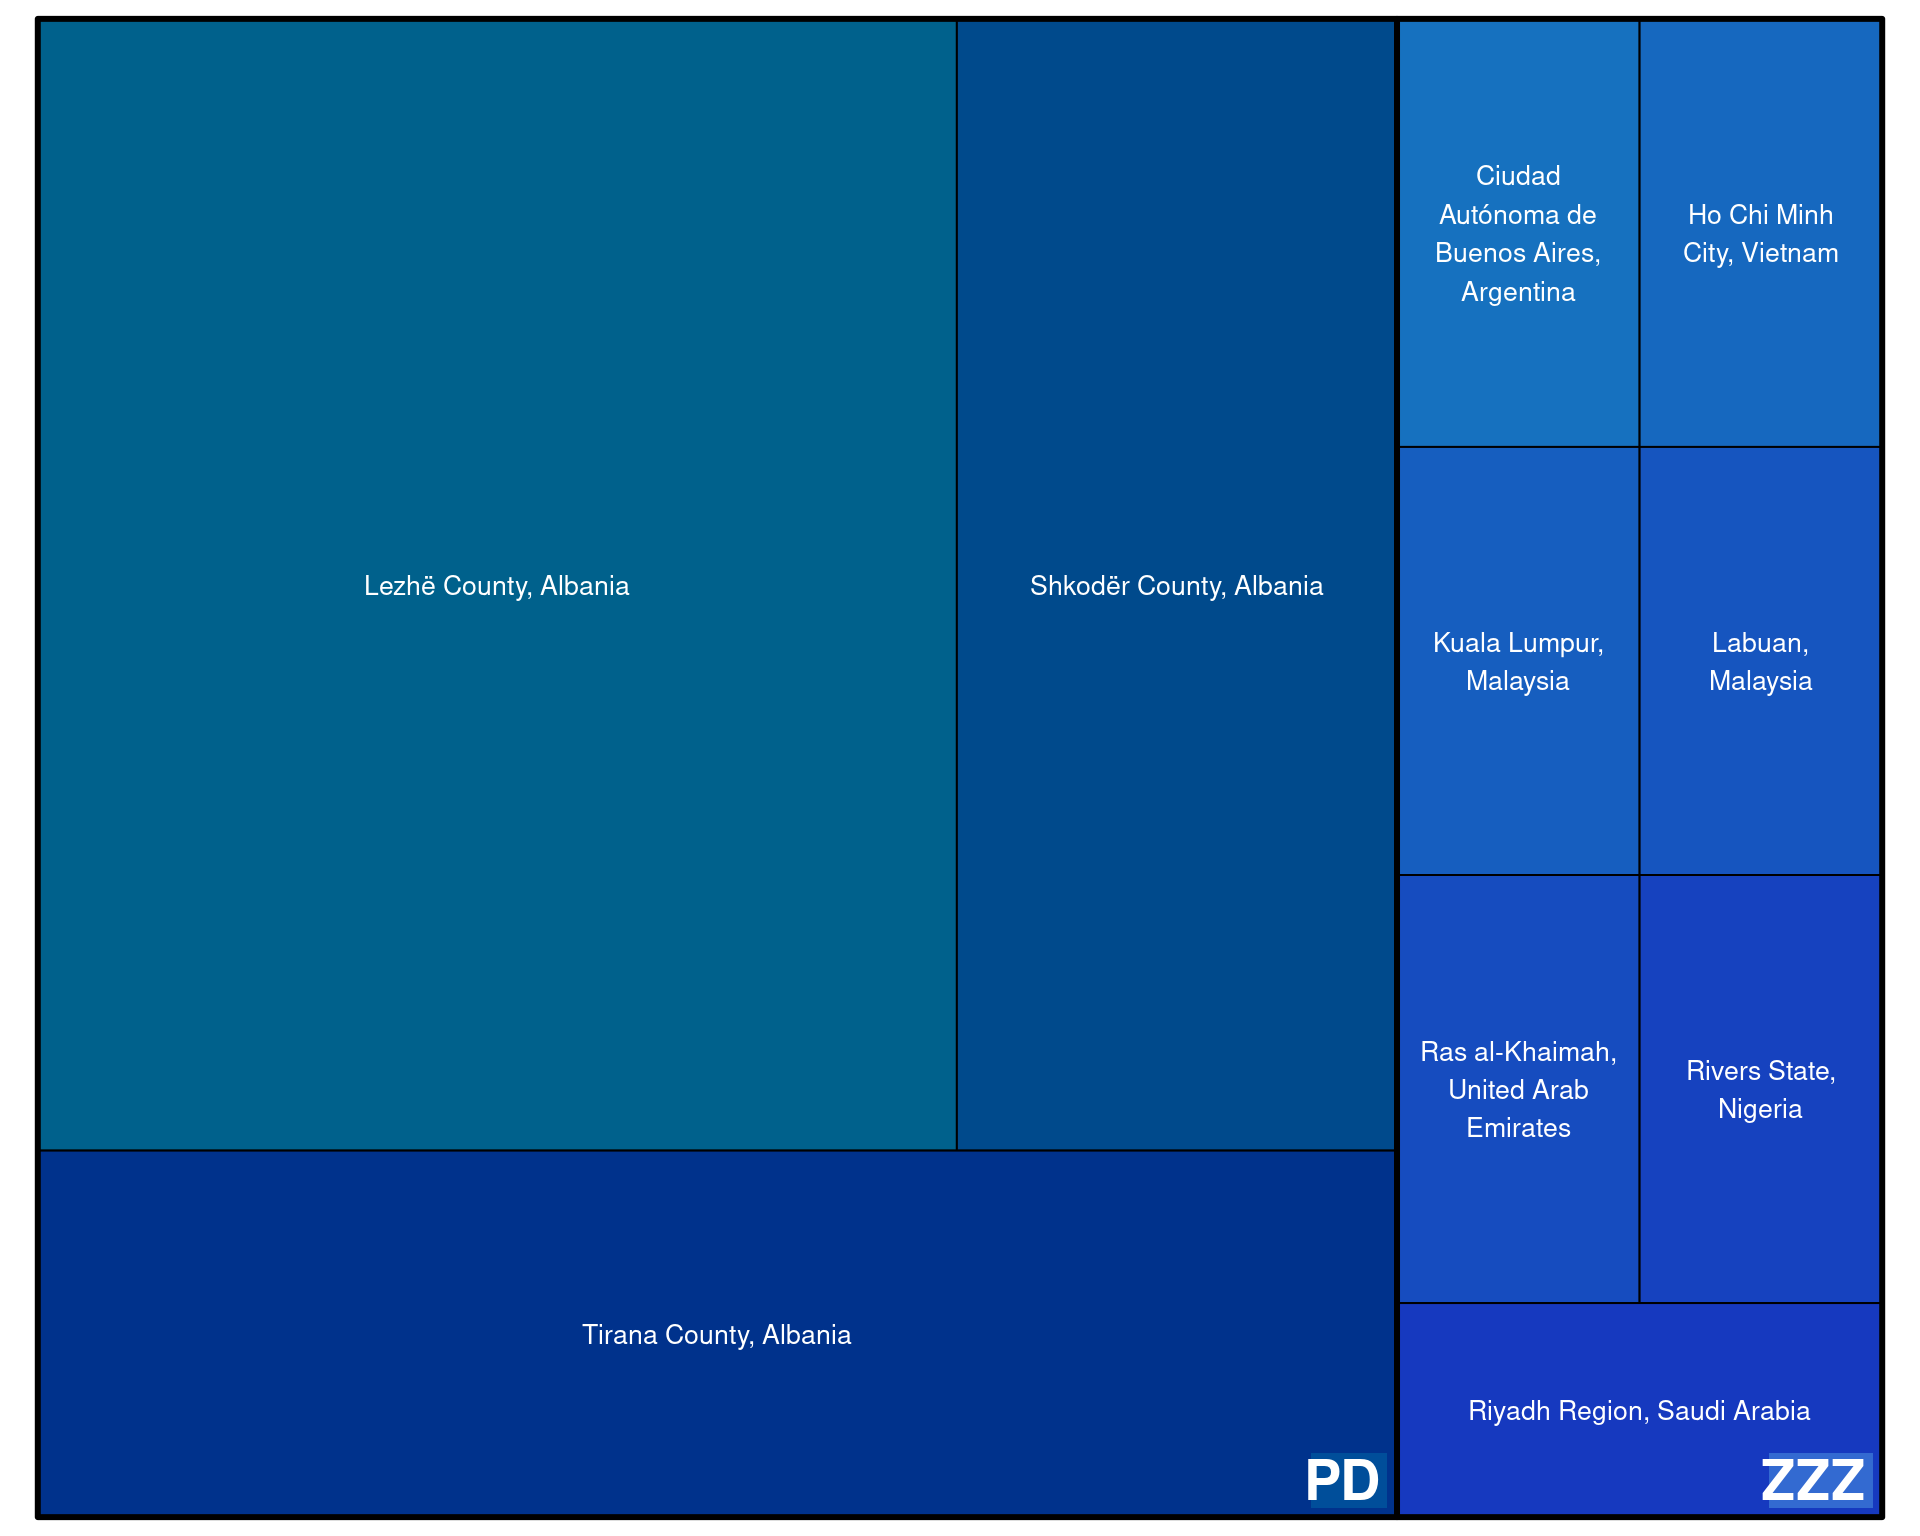 Lezhë County, Albania
Shkodër County, Albania
Tirana County, Albania
PD
Ciudad
Autónoma de
Buenos Aires,
Argentina
Ho Chi Minh
City, Vietnam
Kuala Lumpur,
Malaysia
Labuan,
Malaysia
Ras al-Khaimah,
United Arab
Emirates
Rivers State,
Nigeria
Riyadh Region, Saudi Arabia
ZZZ